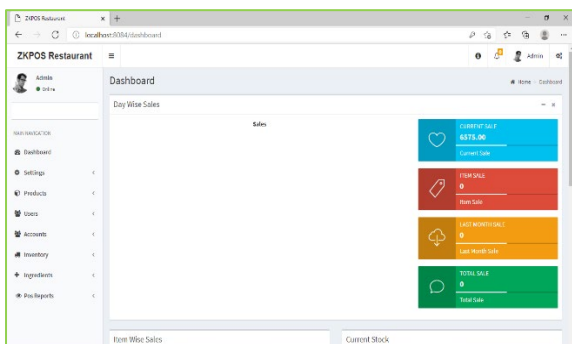 ZKPOS Restaurant
localhost:8084/dashboard
ZKPOS Restaurant
Admin
Admin
Online
MAIN NAVIGATION
Dashboard
Settings
Products
Users
Accounts
Inventory
Ingredients
Pos Reports
Dashboard
Home > Dashboard
Day Wise Sales
Sales
CURRENT SALE
6575.00
Current Sale
ITEM SALE
0
Item Sale
LAST MONTH SALE
0
Last Month Sale
TOTAL SALE
0
Total Sale
Item Wise Sales
Current Stock